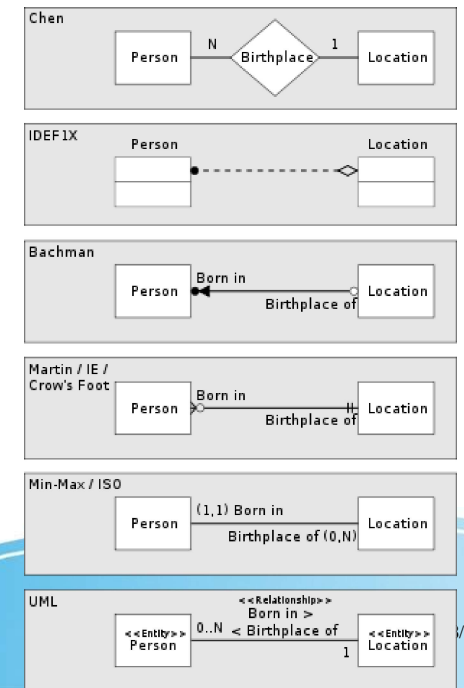 Chen
Person N Birthplace 1 Location
IDEF1X
Person Location
Bachman
Born in
Person Location
Birthplace of
Martin / IE /
Crow's Foot
Born in
Person Location
Birthplace of
Min-Max / ISO
(1,1) Born in
Person Location
Birthplace of (0,N)
UML
<<Relationship>>
Born in >
0..N < Birthplace of
<<Entity>> <<Entity>>
Person 1 Location